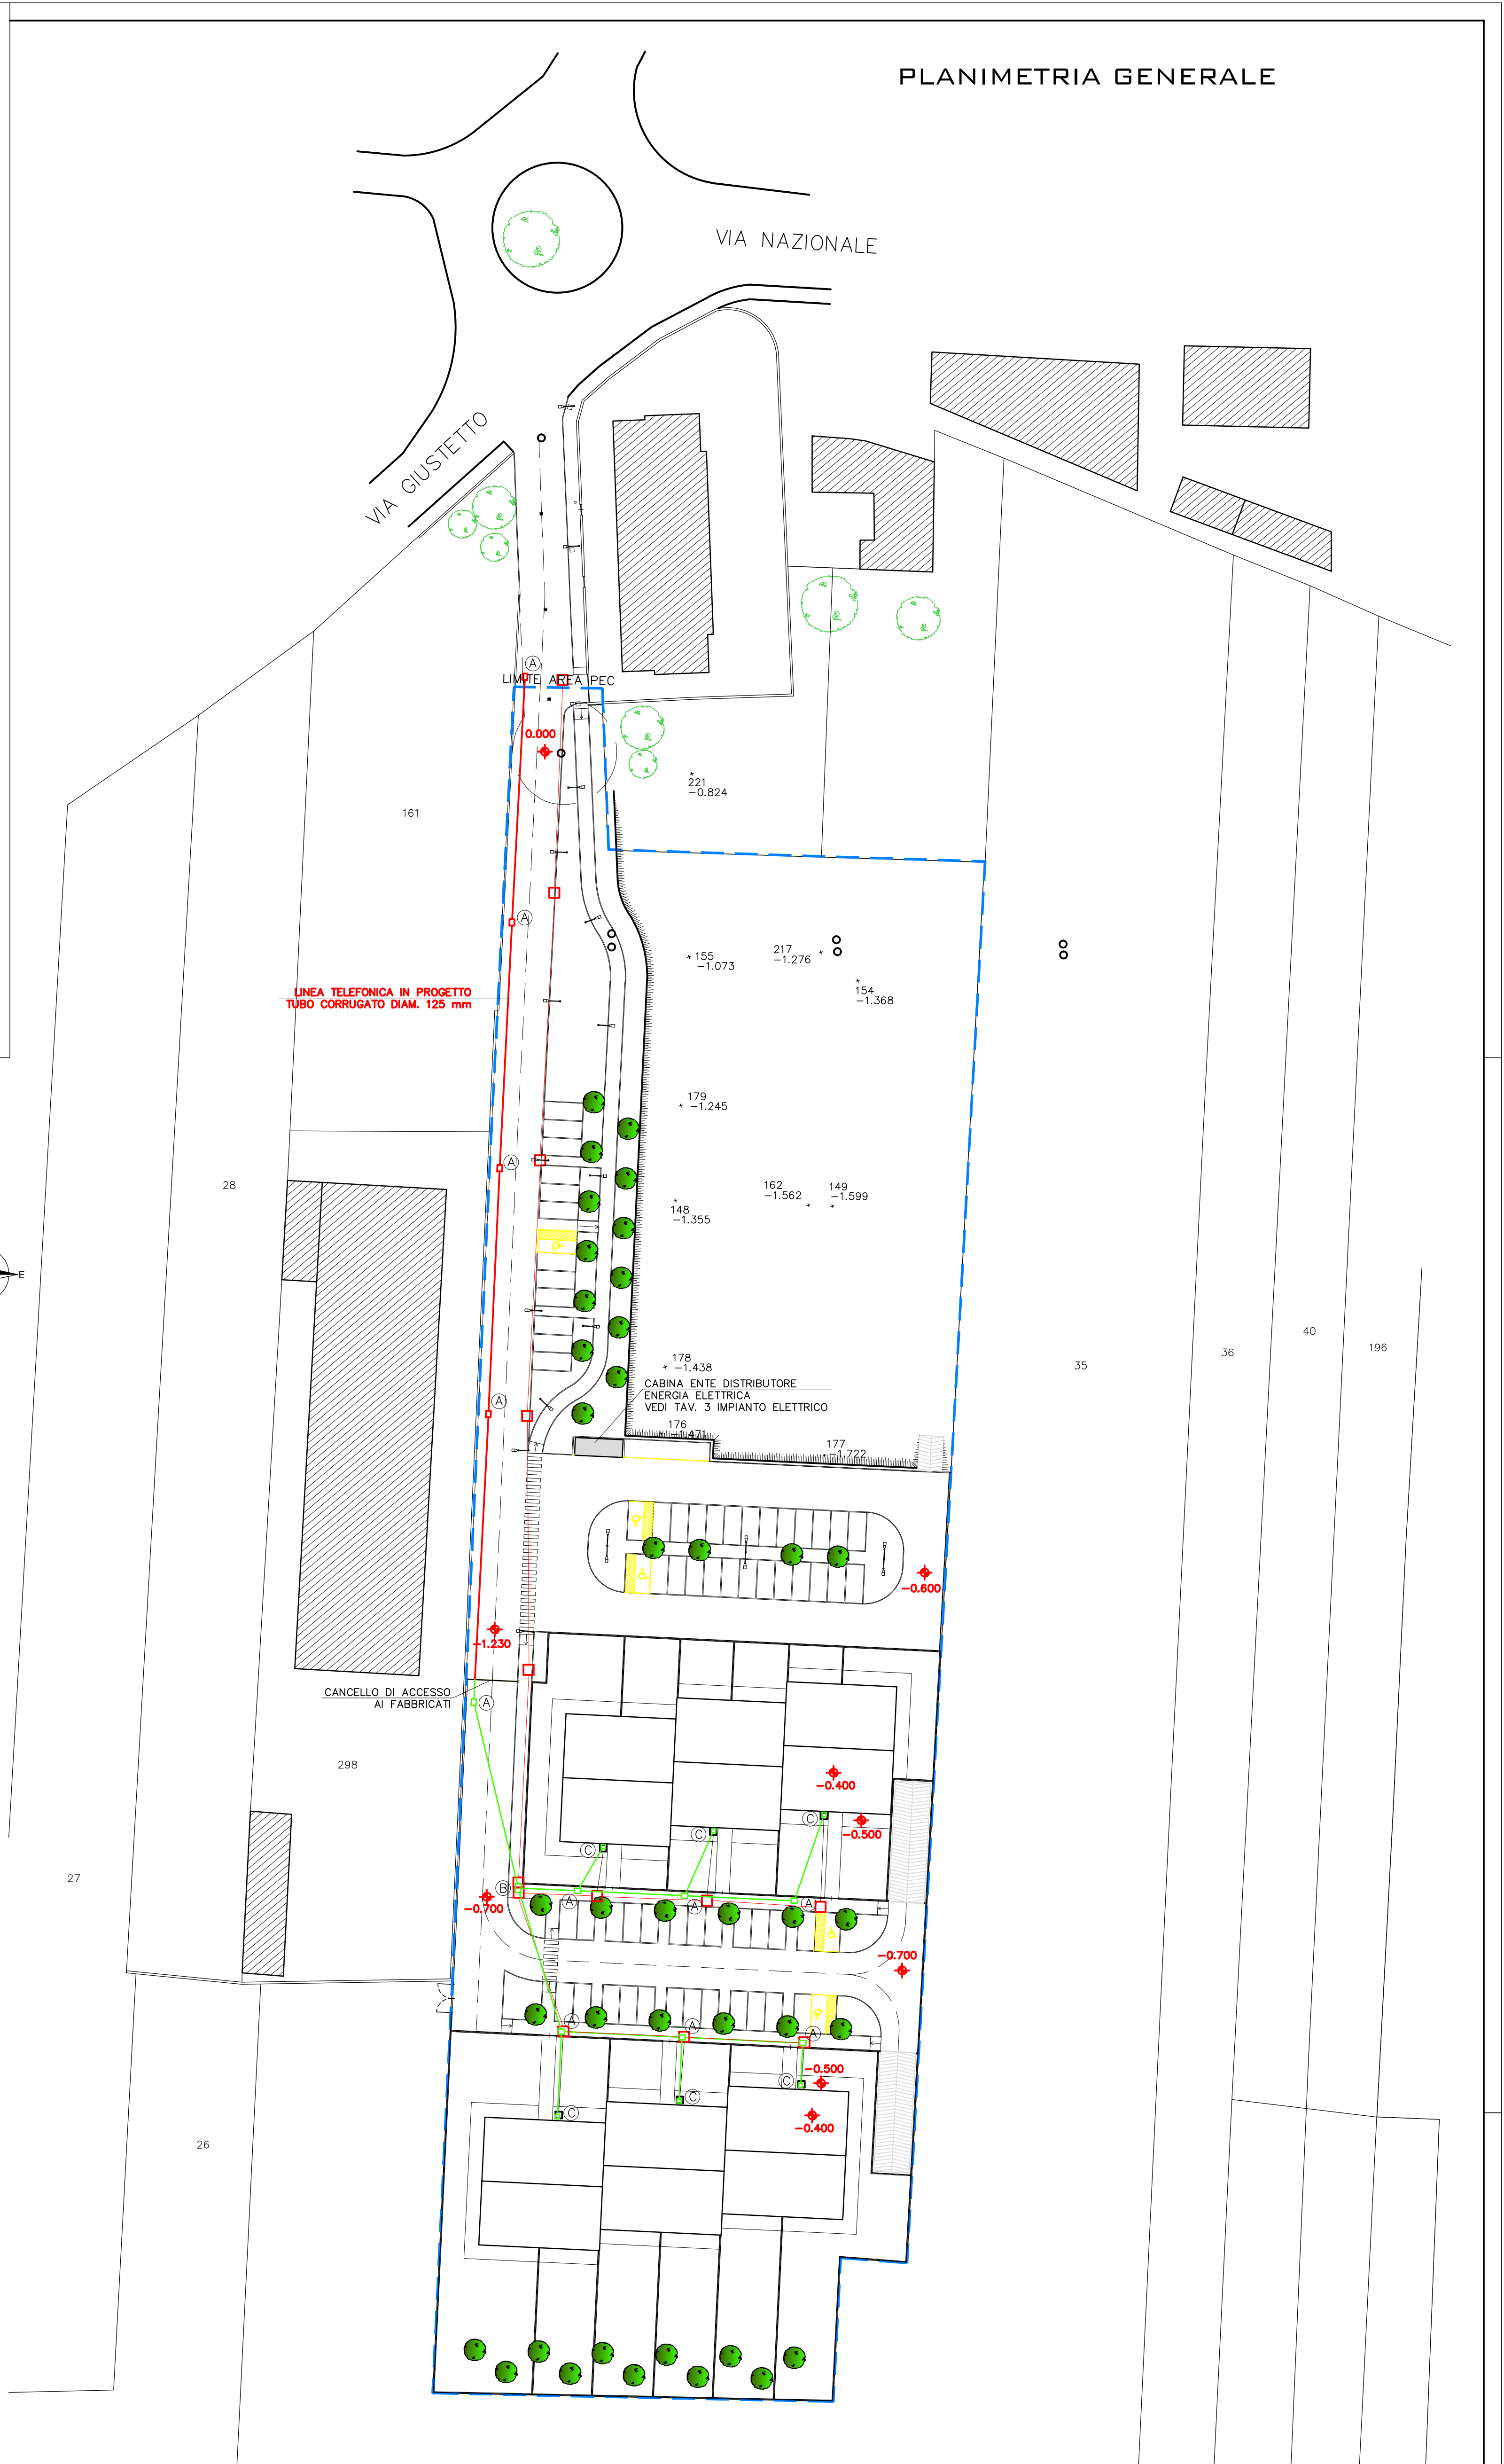 PLANIMETRIA GENERALE
VIA NAZIONALE
VIA GIUSTETTO
A
LIMITE AREA PEC
0.000
221
-0.824
161
A
155
-1.073
217
-1.276
154
-1.368
LINEA TELEFONICA IN PROGETTO
TUBO CORRUGATO DIAM. 125 mm
179
-1.245
A
28
162
-1.562
149
-1.599
148
-1.355
E
40
36
196
35
178
-1.438
CABINA ENTE DISTRIBUTORE
ENERGIA ELETTRICA
VEDI TAV. 3 IMPIANTO ELETTRICO
A
176
-1.471
177
-1.722
-0.600
-1.230
CANCELLO DI ACCESSO
AI FABBRICATI
A
298
-0.400
C
-0.500
C
C
27
B
A
A
A
-0.700
-0.700
A
A
A
-0.500
C
C
C
-0.400
26